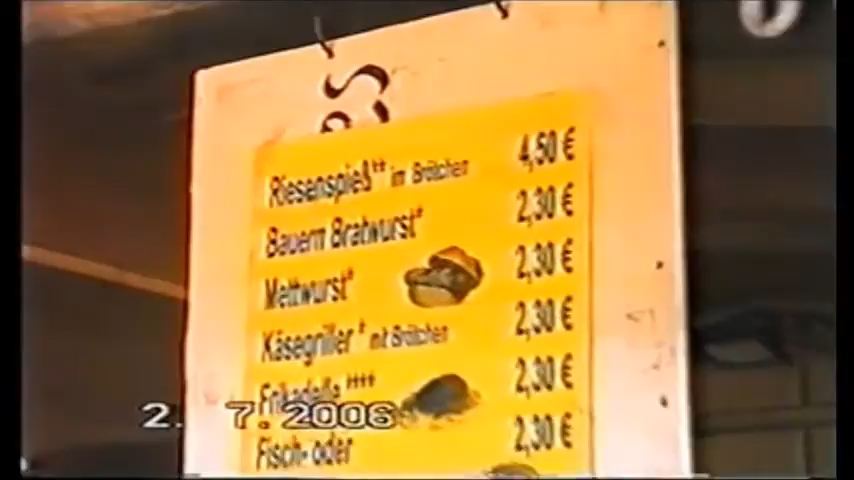 Riesenspieß** im Brötchen 4,50 €
Bauern Bratwurst* 2,30 €
Mettwurst* 2,30 €
Käsegriller * mit Brötchen 2,30 €
Frikadelle **** 2,30 €
2. 7.2006
Fisch- oder 2,30 €